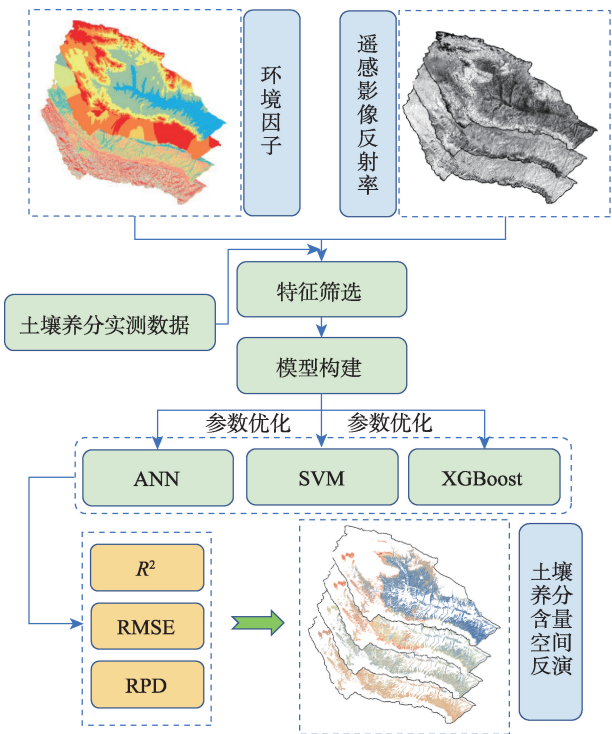 环境因子
遥感影像反射率
特征筛选
土壤养分实测数据
模型构建
参数优化
参数优化
ANN
SVM
XGBoost
R²
RMSE
RPD
土壤
养分
含量
空间
反演